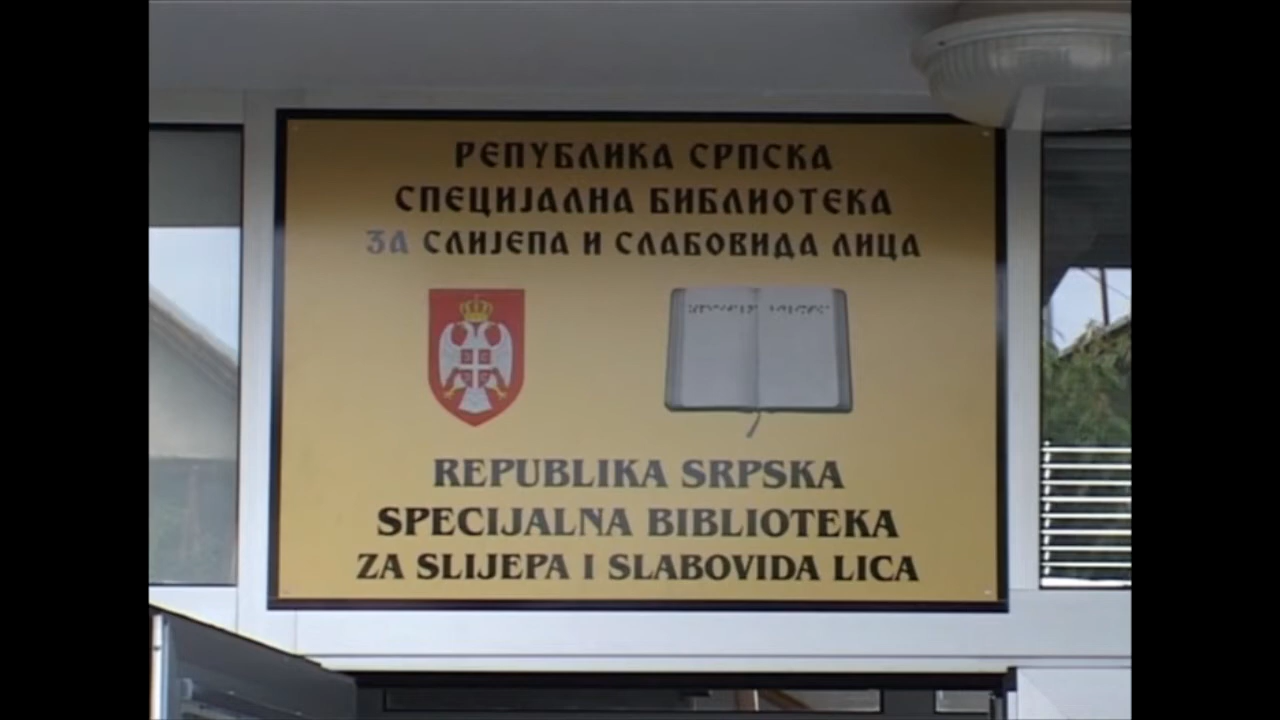 РЕПУБЛИКА СРПСКА
СПЕЦИЈАЛНА БИБЛИОТЕКА
ЗА СЛИЈЕПА И СЛАБОВИДА ЛИЦА
REPUBLIKA SRPSKA
SPECIJALNA BIBLIOTEKA
ZA SLIJEPA I SLABOVIDA LICA